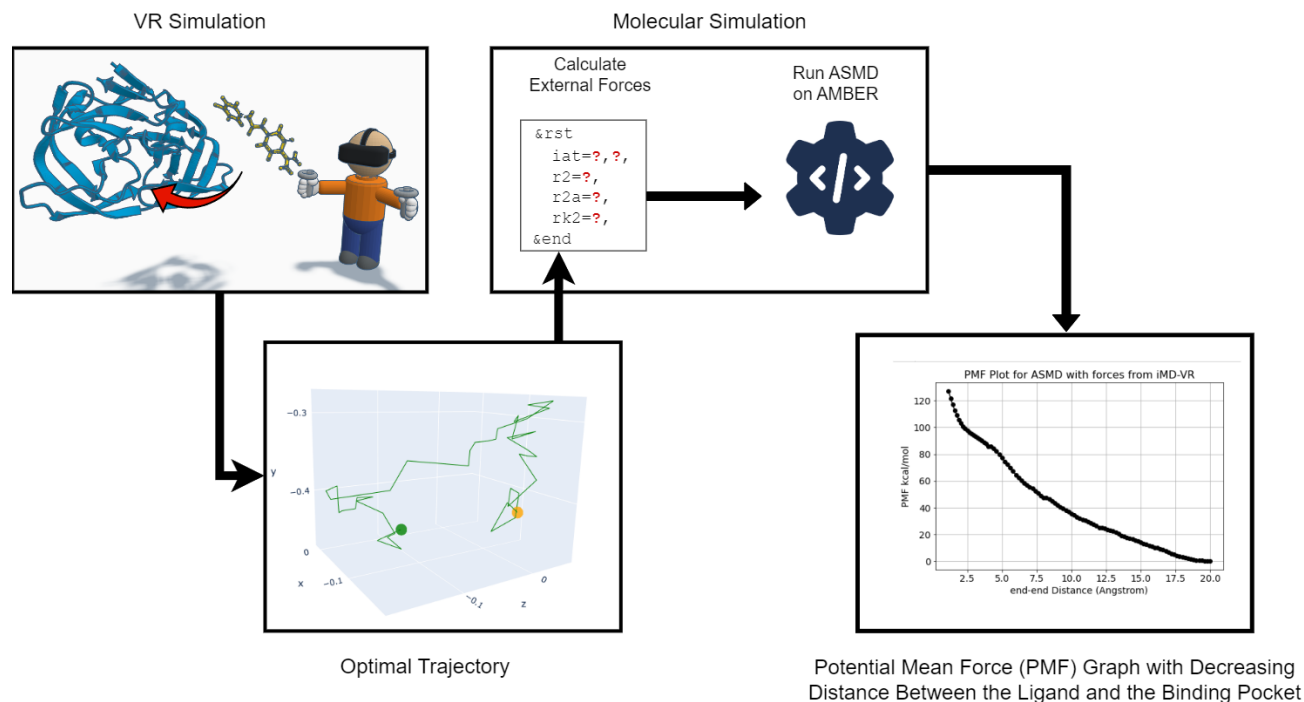 VR Simulation
Molecular Simulation
Calculate
External Forces
Run ASMD
on AMBER
&rst
iat=?,?,
r2=?,
r2a=?,
rk2=?,
&end
</>
−0.3
y
−0.4
0
x
−0.1
−0.1
z
0
Optimal Trajectory
PMF Plot for ASMD with forces from iMD-VR
PMF kcal/mol
120
100
80
60
40
20
0
2.5 5.0 7.5 10.0 12.5 15.0 17.5 20.0
end-end Distance (Angstrom)
Potential Mean Force (PMF) Graph with Decreasing
Distance Between the Ligand and the Binding Pocket